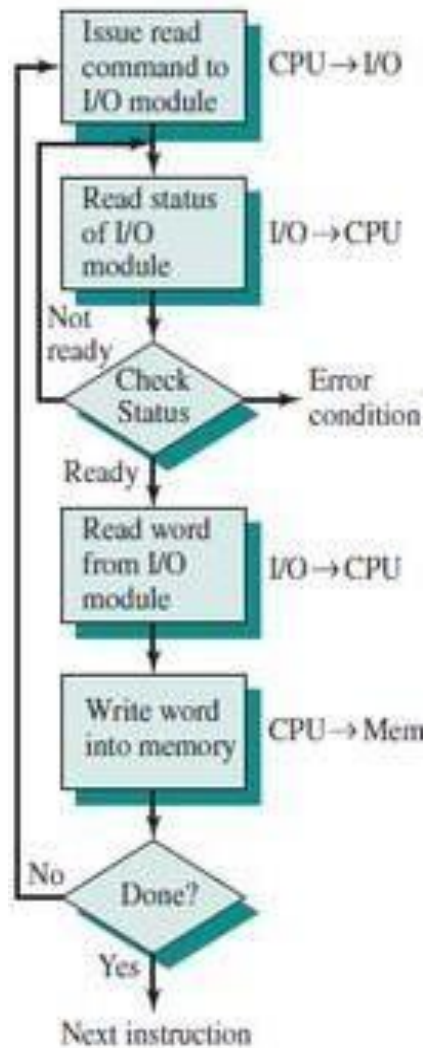 Issue read
command to
I/O module
CPU→I/O
Read status
of I/O
module
I/O→CPU
Not
ready
Check
Status
Error
condition
Ready
Read word
from I/O
module
I/O→CPU
Write word
into memory
CPU→Mem
No
Done?
Yes
Next instruction